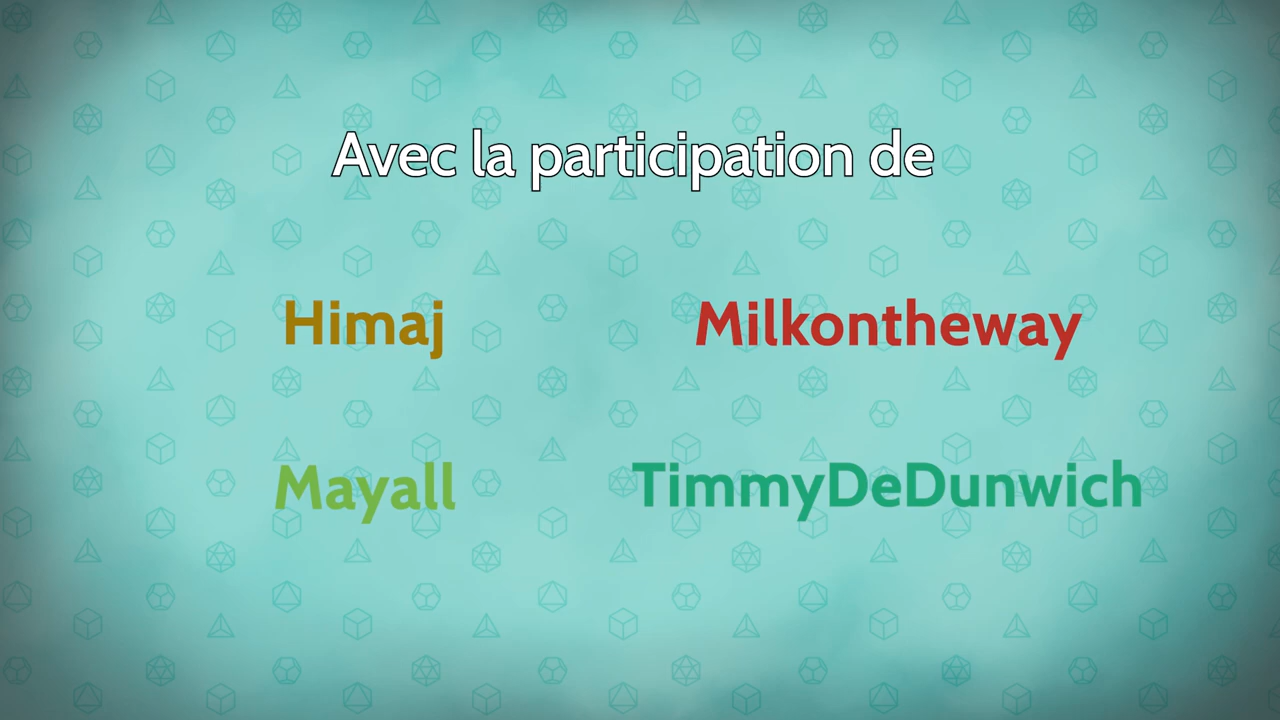 Avec la participation de
Himaj
Milkontheway
Mayall
TimmyDeDunwich